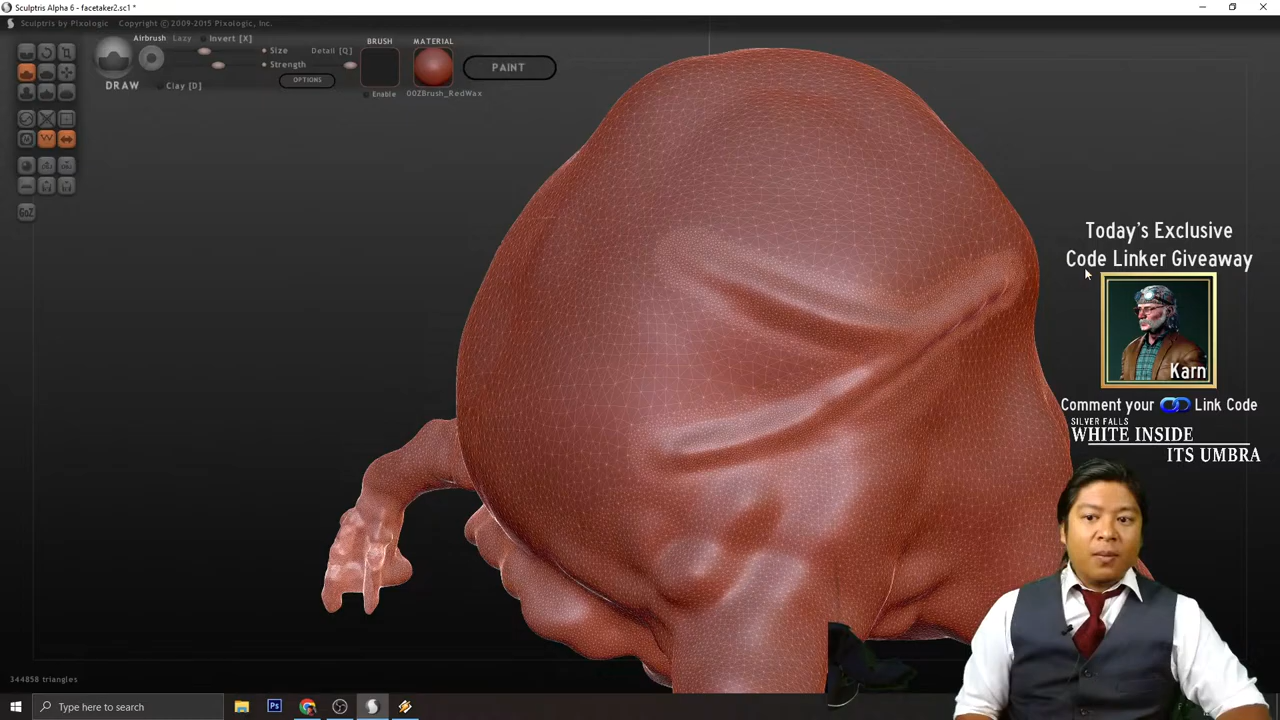 Sculptris Alpha 6 - facetaker2.sc1 *
Sculptris by Pixologic Copyright © 2009-2015 Pixologic, Inc.
Airbrush Lazy Invert [X]
Size Detail [Q]
Strength
OPTIONS
DRAW Clay [D]
BRUSH
Enable
MATERIAL
00ZBrush_RedWax
PAINT
GoZ
Today's Exclusive
Code Linker Giveaway
Karn
Comment your Link Code
SILVER FALLS
WHITE INSIDE
ITS UMBRA
344858 triangles
Ps
Type here to search